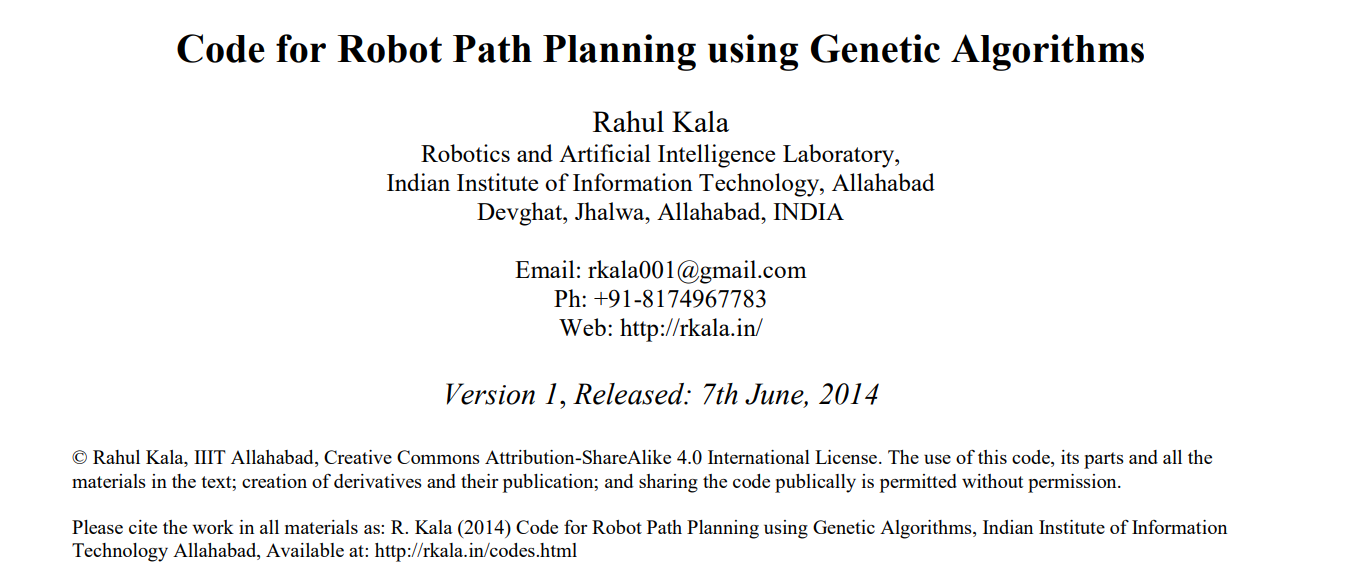 Code for Robot Path Planning using Genetic Algorithms
Rahul Kala
Robotics and Artificial Intelligence Laboratory,
Indian Institute of Information Technology, Allahabad
Devghat, Jhalwa, Allahabad, INDIA
Email: rkala001@gmail.com
Ph: +91-8174967783
Web: http://rkala.in/
Version 1, Released: 7th June, 2014
© Rahul Kala, IIIT Allahabad, Creative Commons Attribution-ShareAlike 4.0 International License. The use of this code, its parts and all the
materials in the text; creation of derivatives and their publication; and sharing the code publically is permitted without permission.
Please cite the work in all materials as: R. Kala (2014) Code for Robot Path Planning using Genetic Algorithms, Indian Institute of Information
Technology Allahabad, Available at: http://rkala.in/codes.html